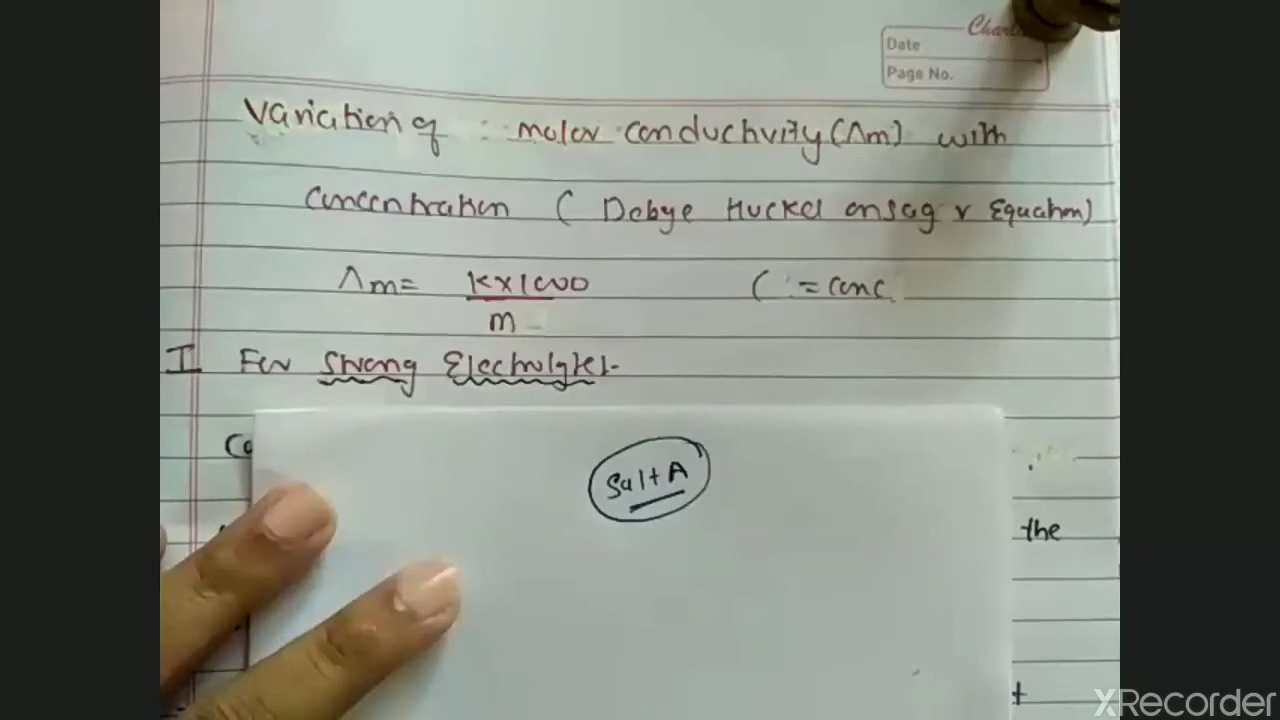 Date
Page No.
Variation of molar conductivity (Λm) with
concentration ( Debye Huckel onsag r Equation)
Λm= K×1000 C = conc.
m
I For Strong Electrolytes.
Salt A
the
XRecorder